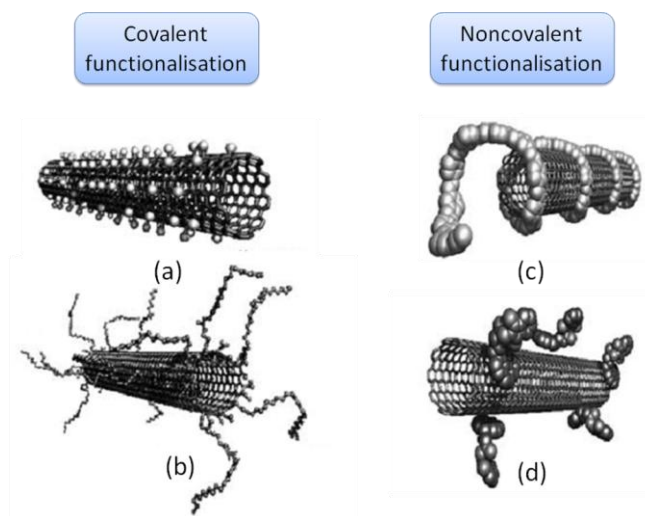 Covalent
functionalisation
Noncovalent
functionalisation
(a)
(c)
(b)
(d)